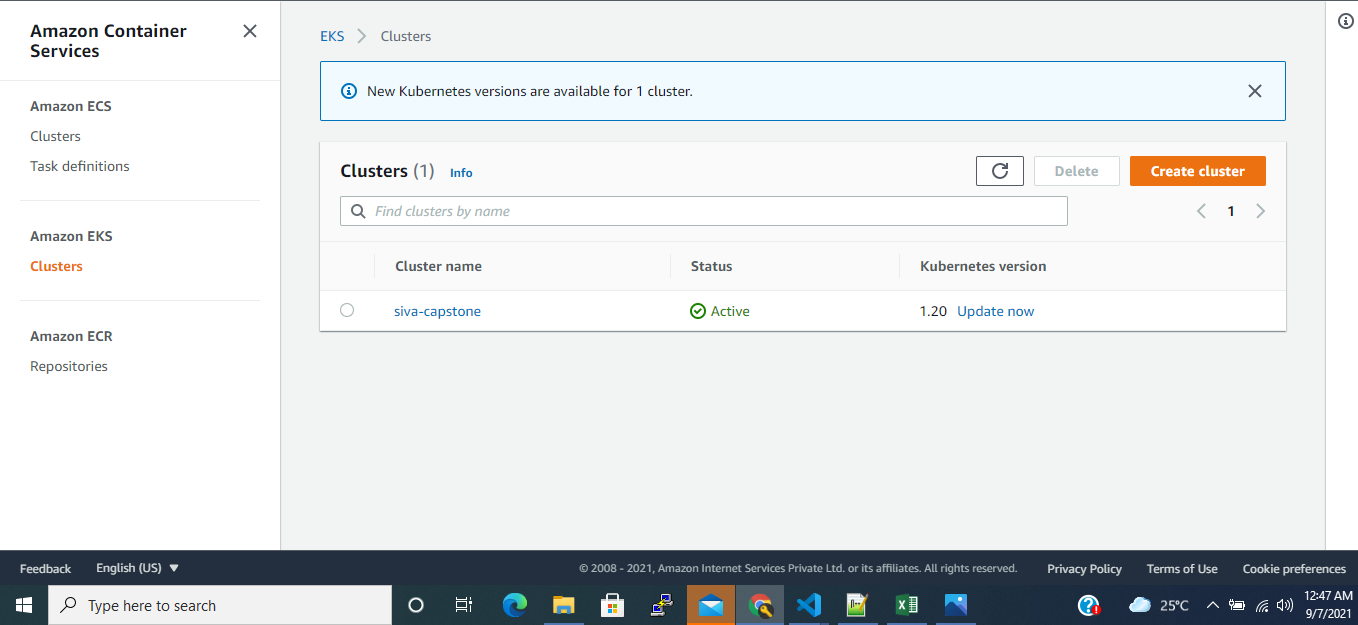 Amazon Container
Services
Amazon ECS
Clusters
Task definitions
Amazon EKS
Clusters
Amazon ECR
Repositories
EKS > Clusters
New Kubernetes versions are available for 1 cluster.
Clusters (1) Info
Delete
Create cluster
Find clusters by name
1
Cluster name Status Kubernetes version
siva-capstone Active 1.20 Update now
Feedback English (US) © 2008 - 2021, Amazon Internet Services Private Ltd. or its affiliates. All rights reserved. Privacy Policy Terms of Use Cookie preferences
Type here to search
25°C
12:47 AM
9/7/2021